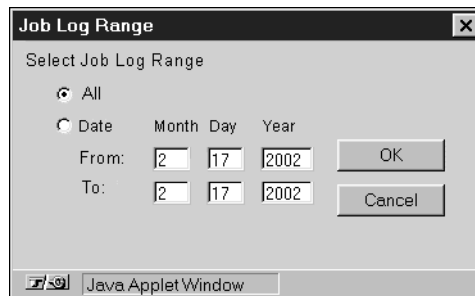 Job Log Range
Select Job Log Range
All
Date Month Day Year
From: 2 17 2002
To: 2 17 2002
OK
Cancel
Java Applet Window